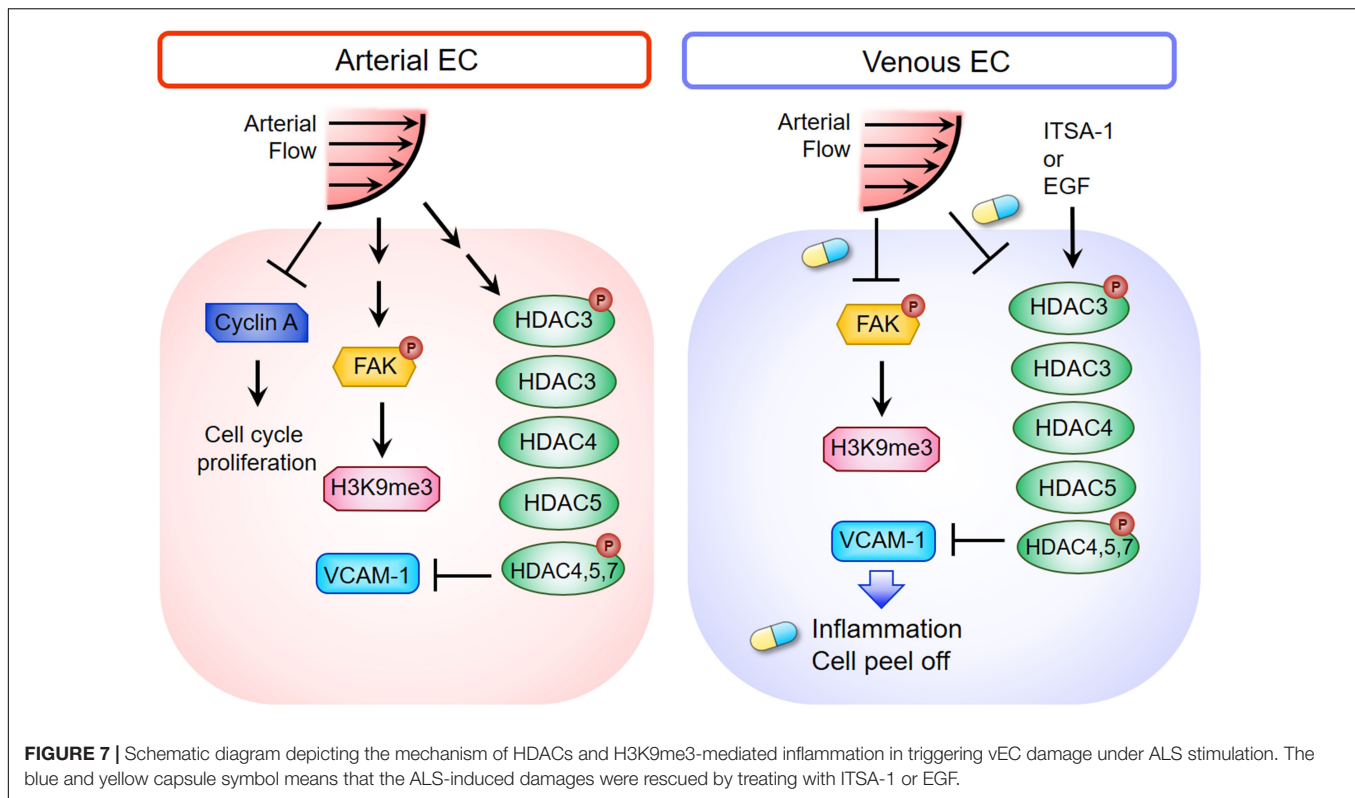 Arterial EC
Arterial
Flow
Cyclin A
Cell cycle
proliferation
P
FAK
H3K9me3
P
HDAC3
HDAC3
HDAC4
HDAC5
P
HDAC4,5,7
VCAM-1
Venous EC
Arterial
Flow
ITSA-1
or
EGF
P
FAK
H3K9me3
P
HDAC3
HDAC3
HDAC4
HDAC5
P
HDAC4,5,7
VCAM-1
Inflammation
Cell peel off
FIGURE 7 | Schematic diagram depicting the mechanism of HDACs and H3K9me3-mediated inflammation in triggering vEC damage under ALS stimulation. The
blue and yellow capsule symbol means that the ALS-induced damages were rescued by treating with ITSA-1 or EGF.